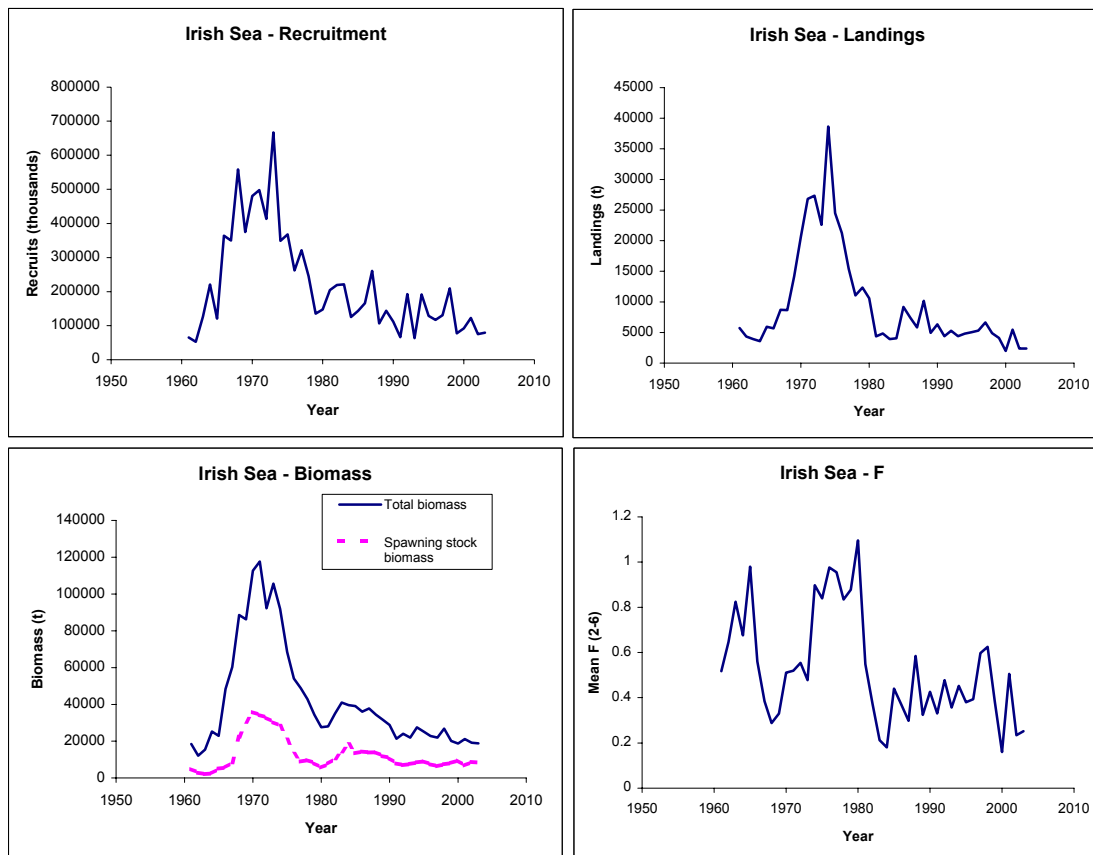 Irish Sea - Recruitment
800000
700000
600000
500000
400000
300000
200000
100000
0
1950 1960 1970 1980 1990 2000 2010
Recruits (thousands)
Year
Irish Sea - Landings
45000
40000
35000
30000
25000
20000
15000
10000
5000
0
1950 1960 1970 1980 1990 2000 2010
Landings (t)
Year
Irish Sea - Biomass
Total biomass
Spawning stock
biomass
140000
120000
100000
80000
60000
40000
20000
0
1950 1960 1970 1980 1990 2000 2010
Biomass (t)
Year
Irish Sea - F
1.2
1
0.8
0.6
0.4
0.2
0
1950 1960 1970 1980 1990 2000 2010
Mean F (2-6)
Year